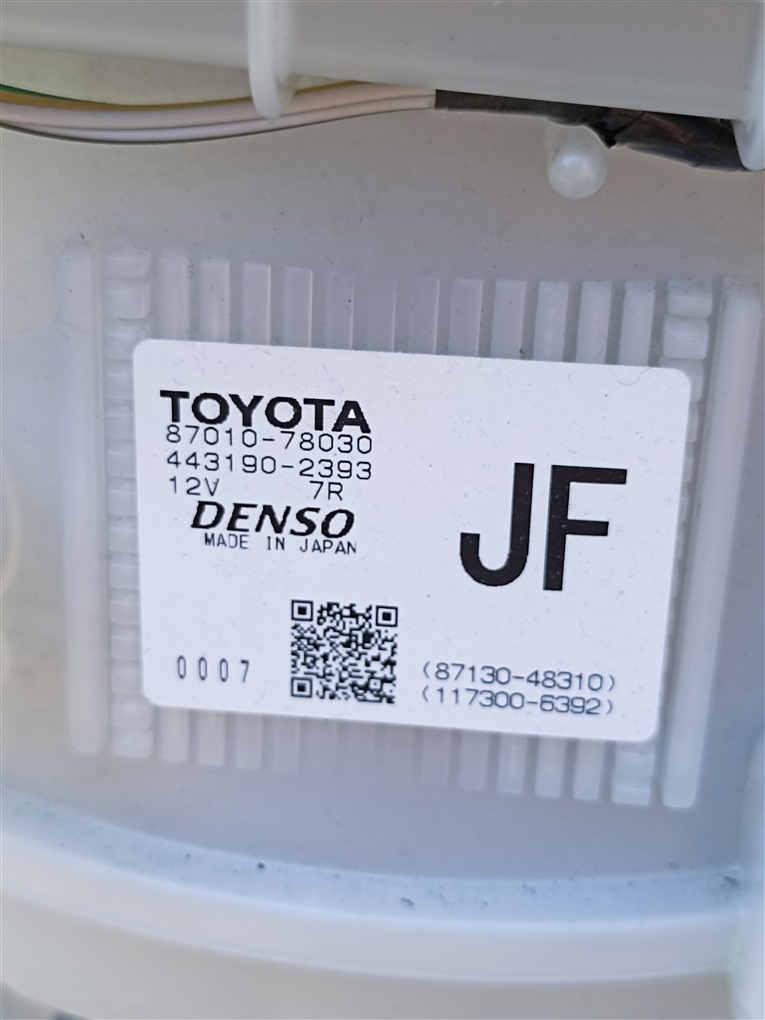 TOYOTA
87010-78030
443190-2393
12V 7R
DENSO
MADE IN JAPAN
JF
0007
(87130-48310)
(117300-6392)